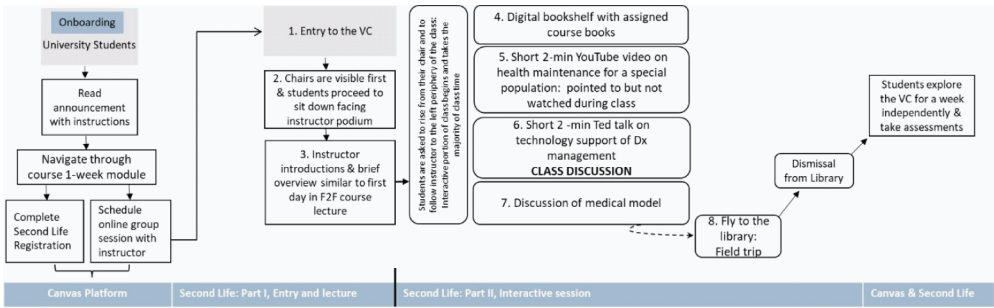 Onboarding
University Students
Read
announcement
with instructions
Navigate through
course 1-week module
Complete
Second Life
Registration
Schedule
online group
session with
instructor
1. Entry to the VC
2. Chairs are visible first
& students proceed to
sit down facing
instructor podium
3. Instructor
introductions & brief
overview similar to first
day in F2F course
lecture
Students are asked to rise from their chair and to
follow instructor to the left periphery of the class:
Interactive portion of class begins and takes the
majority of class time
4. Digital bookshelf with assigned
course books
5. Short 2-min YouTube video on
health maintenance for a special
population: pointed to but not
watched during class
6. Short 2 -min Ted talk on
technology support of Dx
management
CLASS DISCUSSION
7. Discussion of medical model
8. Fly to the
library:
Field trip
Dismissal
from Library
Students explore
the VC for a week
independently &
take assessments
Canvas Platform
Second Life: Part I, Entry and lecture
Second Life: Part II, Interactive session
Canvas & Second Life